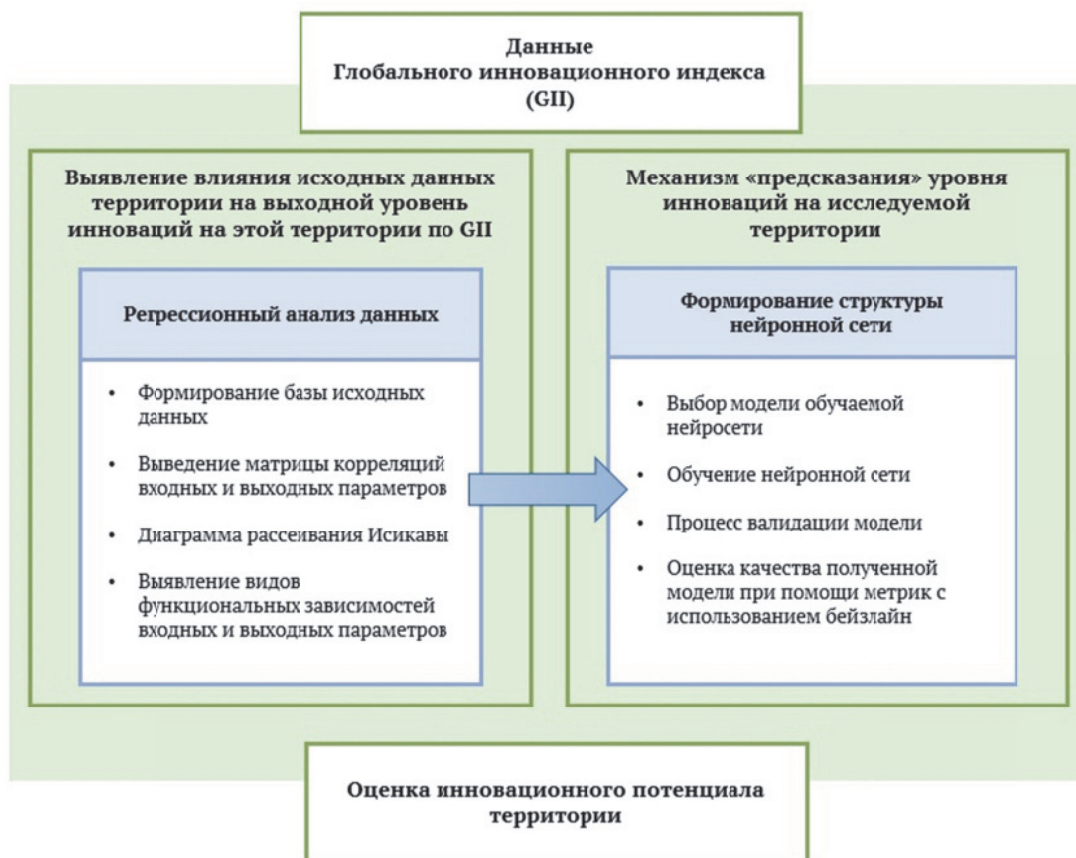 Данные
Глобального инновационного индекса
(GII)
Выявление влияния исходных данных
территории на выходной уровень
инноваций на этой территории по GII
Регрессионный анализ данных
• Формирование базы исходных
данных
• Выведение матрицы корреляций
входных и выходных параметров
• Диаграмма рассеивания Исикавы
• Выявление видов
функциональных зависимостей
входных и выходных параметров
Механизм «предсказания» уровня
инноваций на исследуемой
территории
Формирование структуры
нейронной сети
• Выбор модели обучаемой
нейросети
• Обучение нейронной сети
• Процесс валидации модели
• Оценка качества полученной
модели при помощи метрик с
использованием бейзлайн
Оценка инновационного потенциала
территории